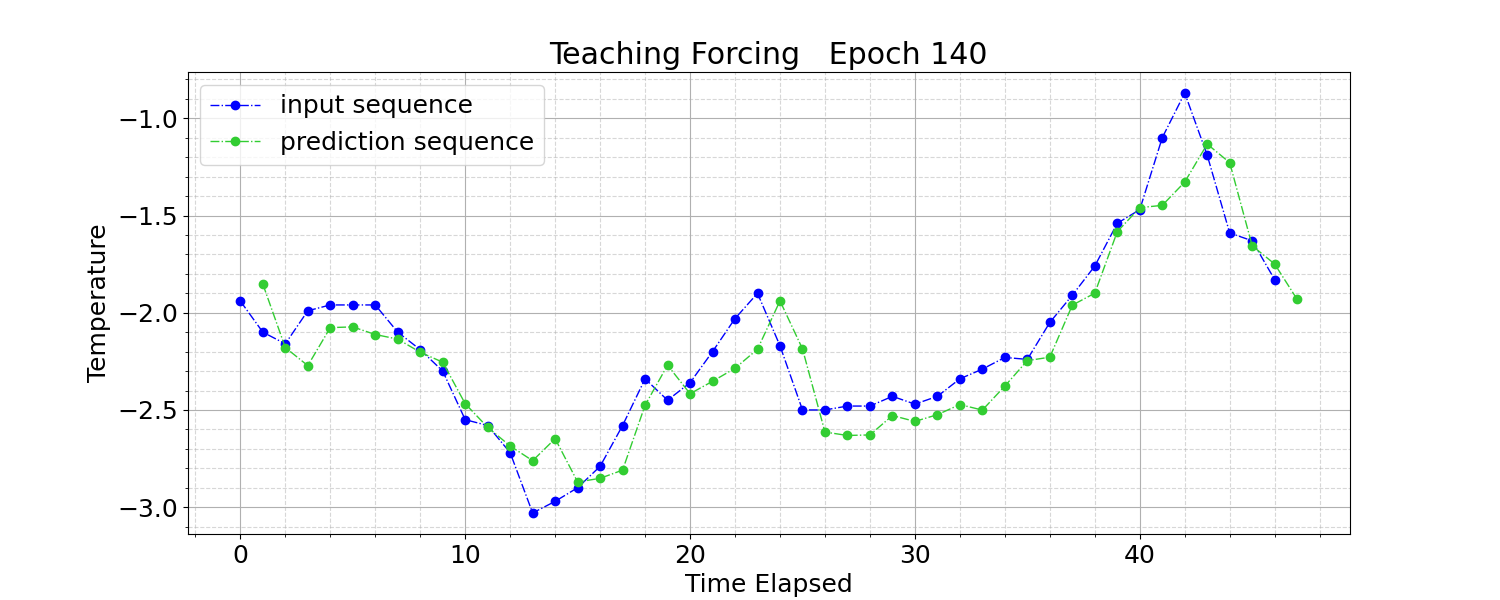 Teaching Forcing   Epoch 140
input sequence
prediction sequence
Temperature
−1.0
−1.5
−2.0
−2.5
−3.0
0 10 20 30 40
Time Elapsed